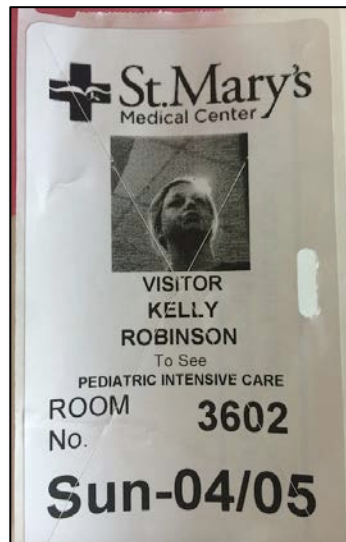 St.Mary's
Medical Center
VISITOR
KELLY
ROBINSON
To See
PEDIATRIC INTENSIVE CARE
ROOM 3602
No.
Sun-04/05